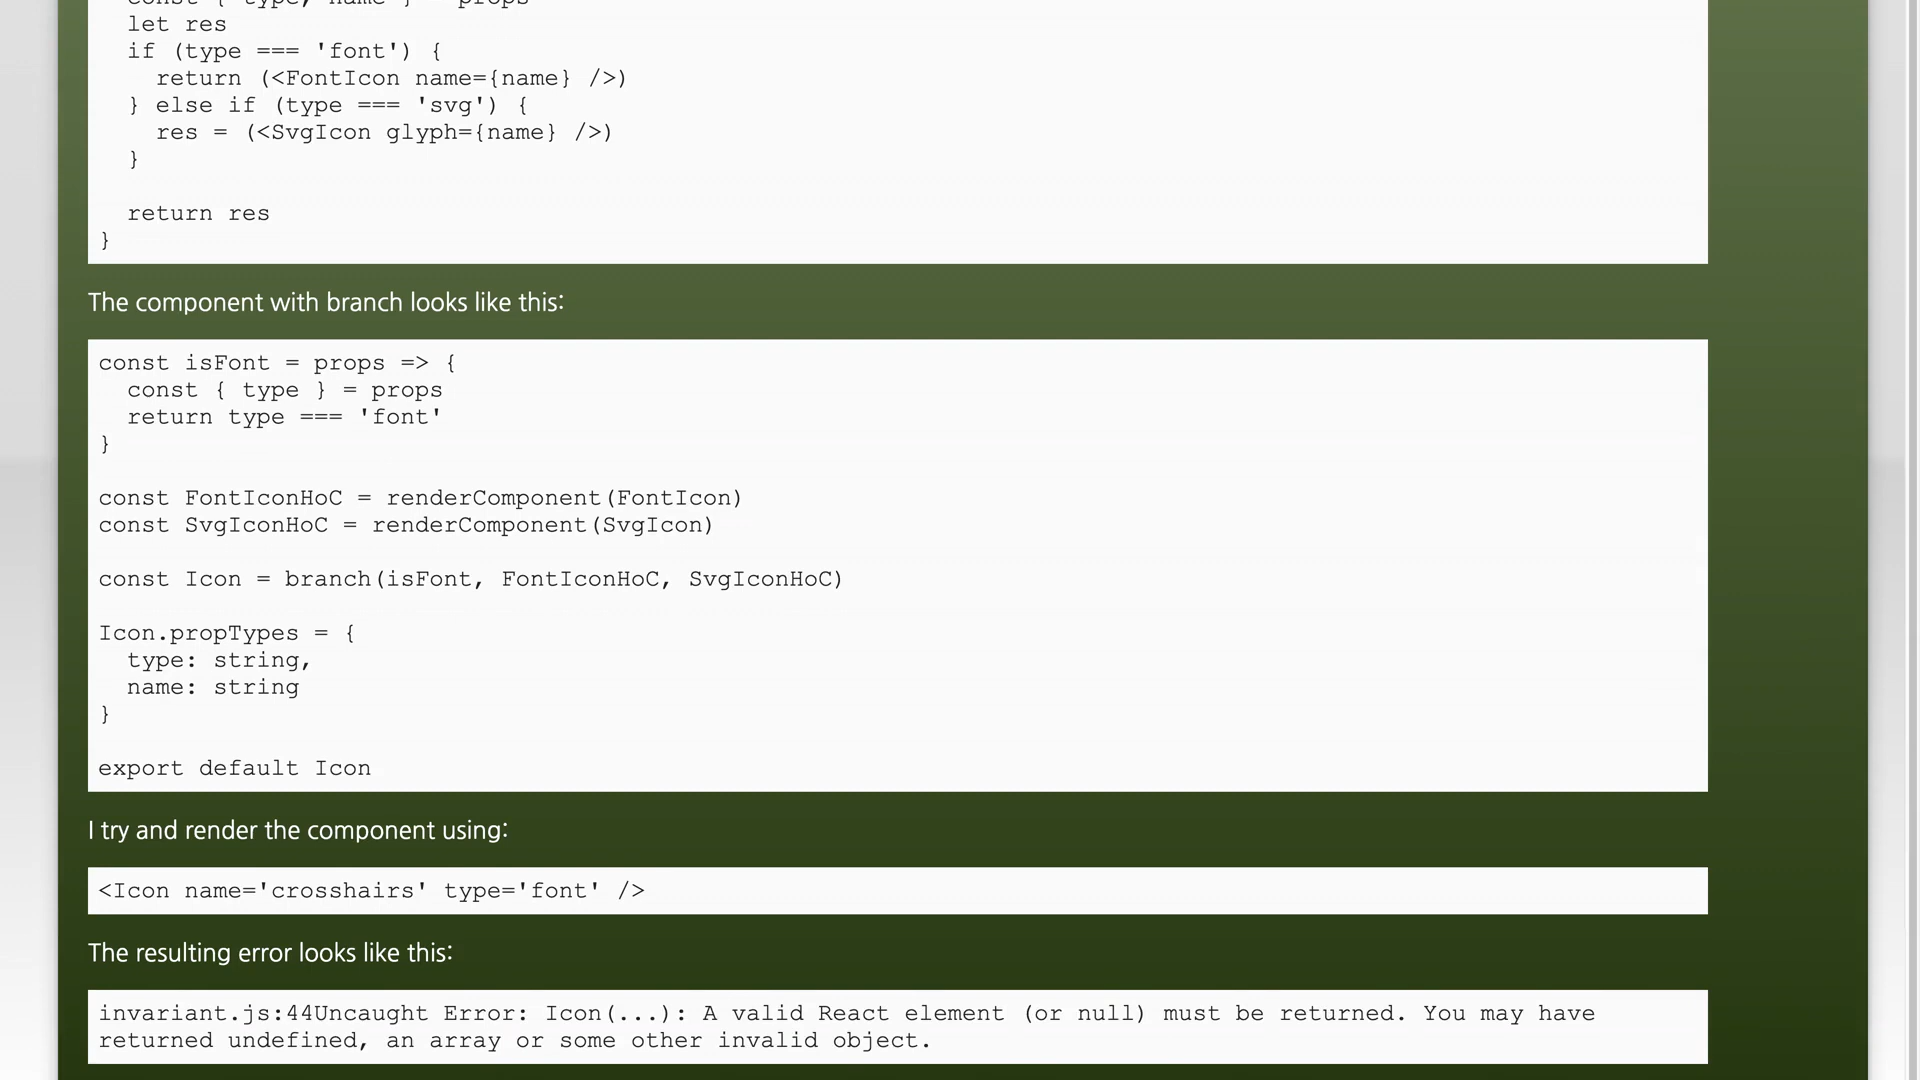 const { type, name } = props
  let res
  if (type === 'font') {
    return (<FontIcon name={name} />)
  } else if (type === 'svg') {
    res = (<SvgIcon glyph={name} />)
  }

  return res
}
The component with branch looks like this:
const isFont = props => {
  const { type } = props
  return type === 'font'
}

const FontIconHoC = renderComponent(FontIcon)
const SvgIconHoC = renderComponent(SvgIcon)

const Icon = branch(isFont, FontIconHoC, SvgIconHoC)

Icon.propTypes = {
  type: string,
  name: string
}

export default Icon
I try and render the component using:
<Icon name='crosshairs' type='font' />
The resulting error looks like this:
invariant.js:44Uncaught Error: Icon(...): A valid React element (or null) must be returned. You may have
returned undefined, an array or some other invalid object.